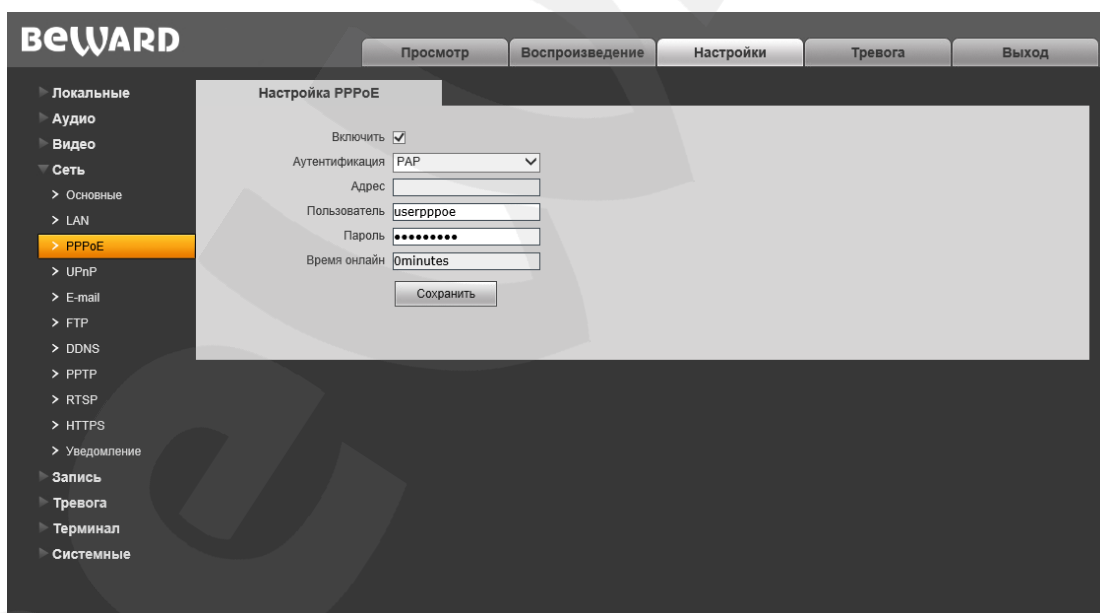 BEWARD
Просмотр Воспроизведение Настройки Тревога Выход
Локальные
Аудио
Видео
Сеть
> Основные
> LAN
> PPPoE
> UPnP
> E-mail
> FTP
> DDNS
> PPTP
> RTSP
> HTTPS
> Уведомление
Запись
Тревога
Терминал
Системные
Настройка PPPoE
Включить
Аутентификация PAP
Адрес
Пользователь userpppoe
Пароль •••••••••
Время онлайн 0minutes
Сохранить